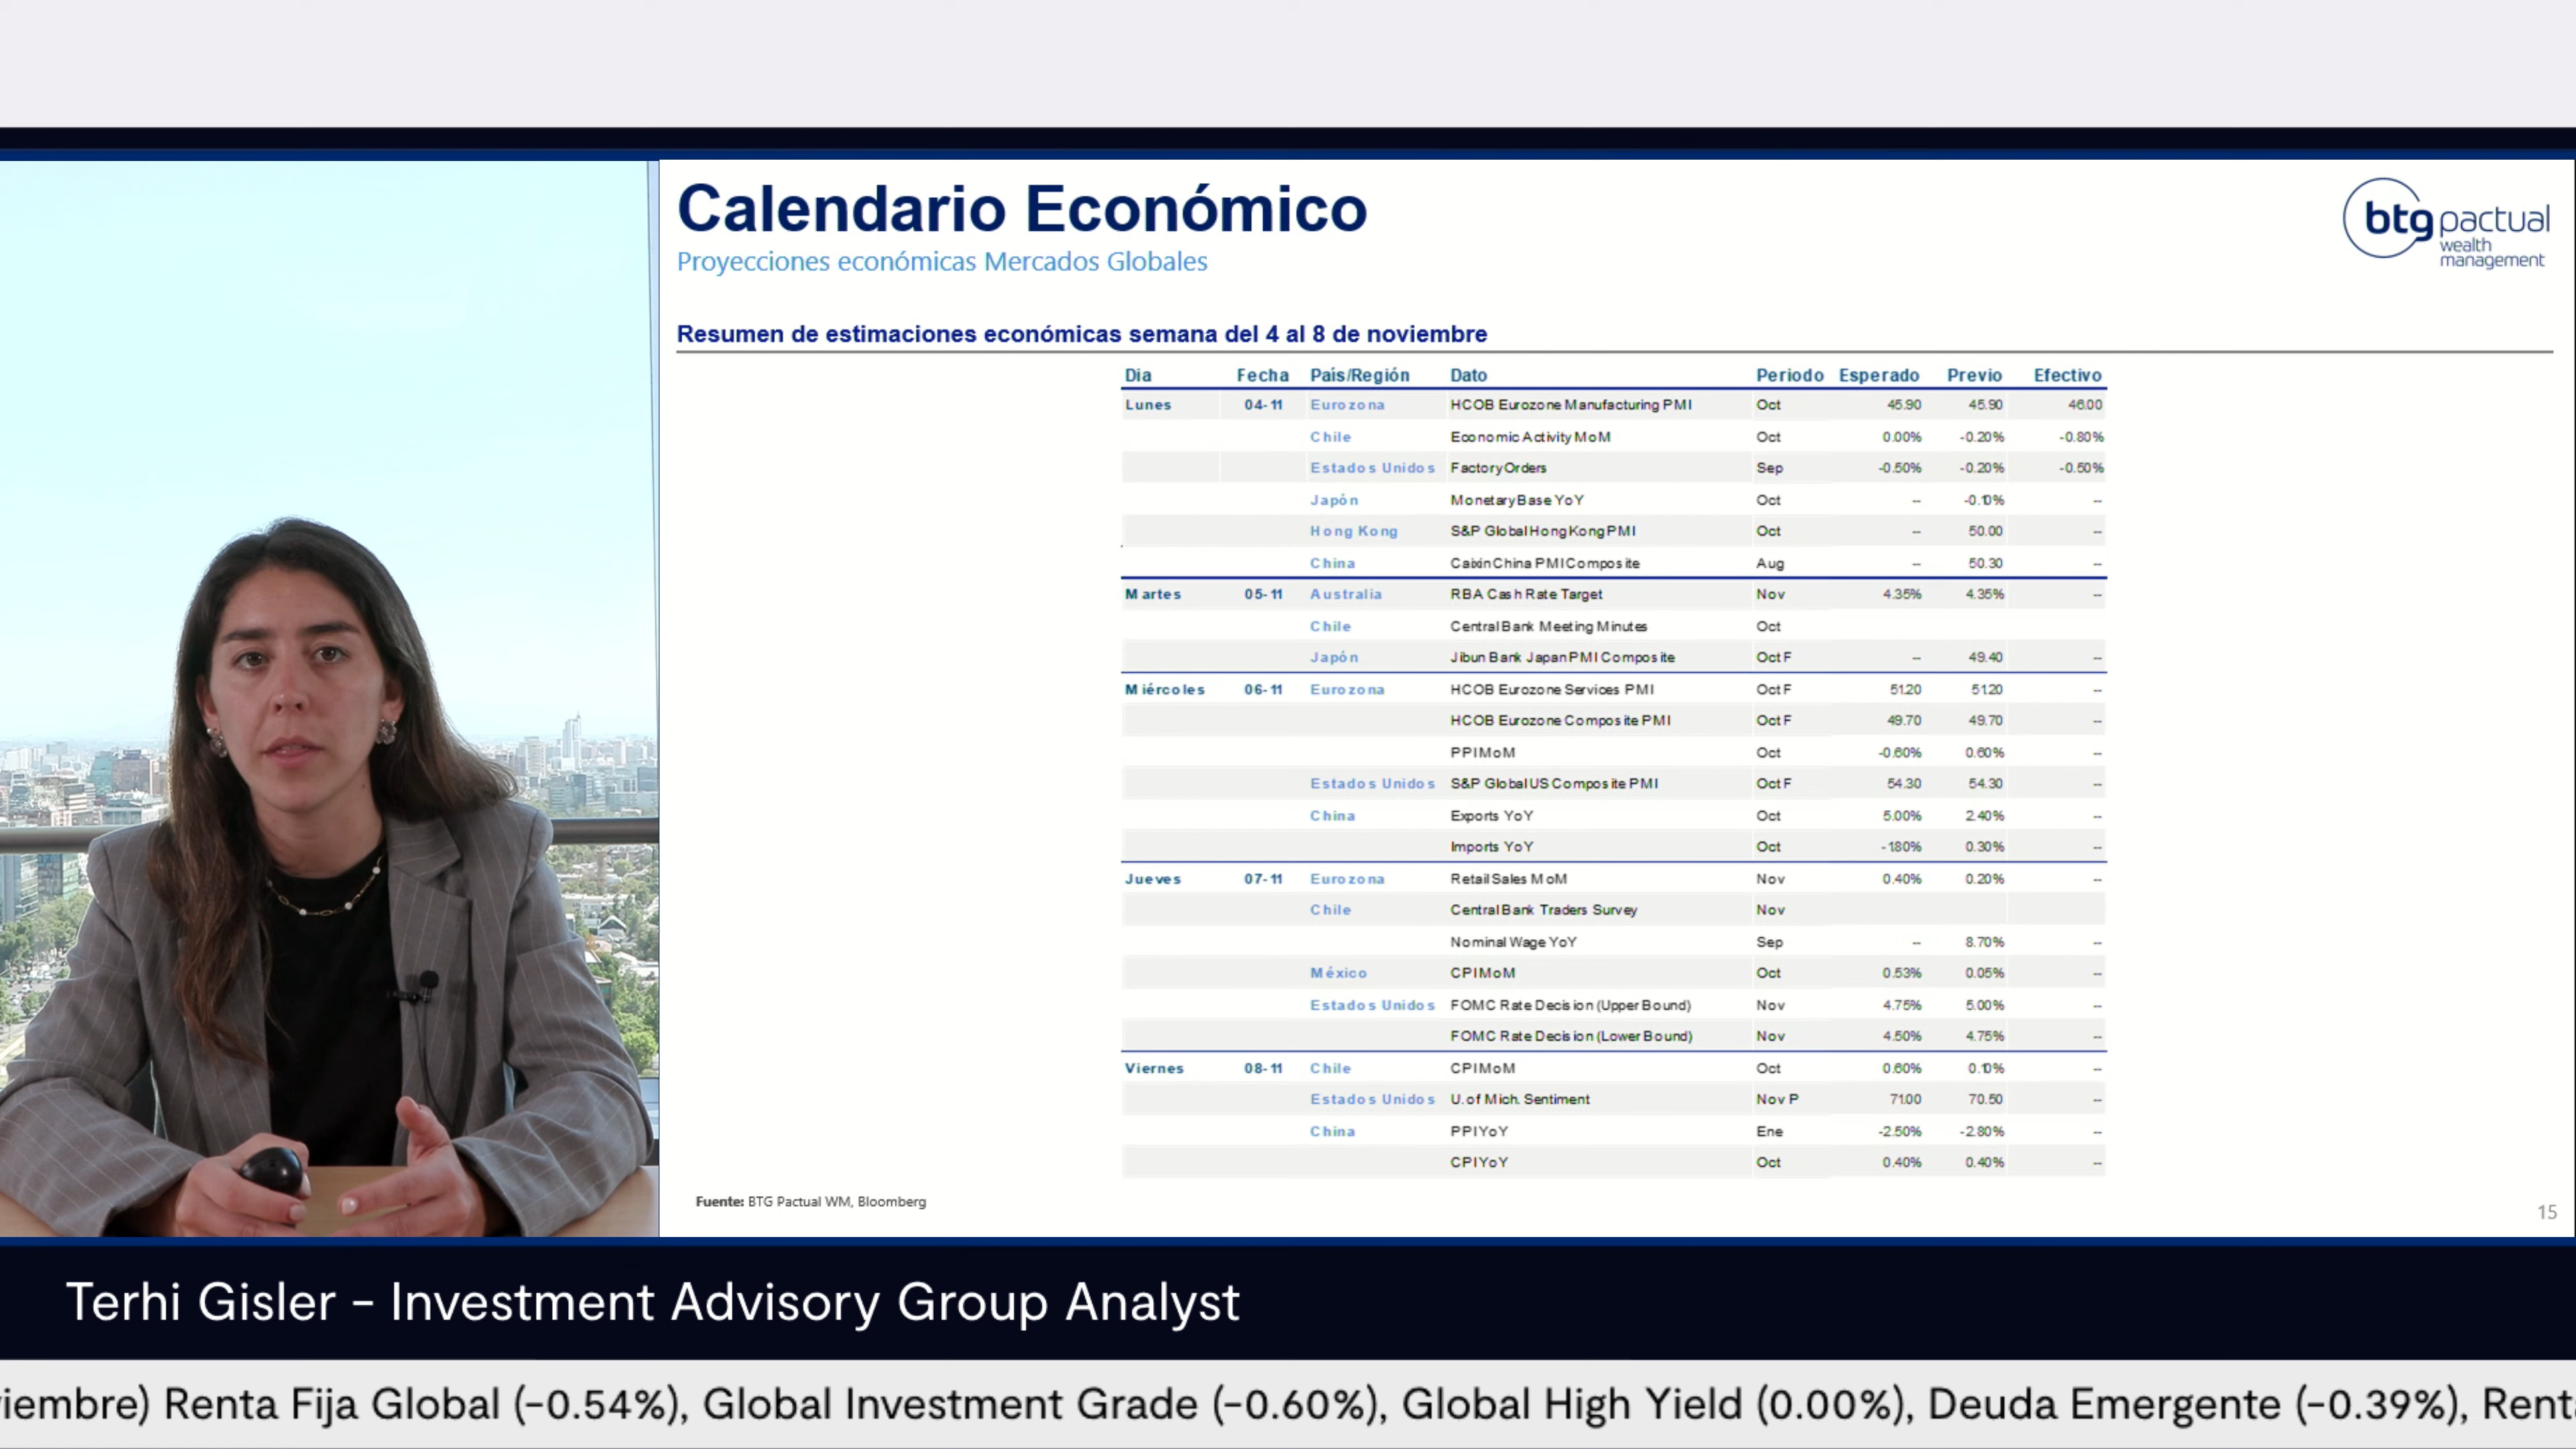 Calendario Económico
Proyecciones económicas Mercados Globales
btg pactual
wealth
management
Resumen de estimaciones económicas semana del 4 al 8 de noviembre
Dia Fecha País/Región Dato Periodo Esperado Previo Efectivo
Lunes 04-11 Eurozona HCOB Eurozone Manufacturing PMI Oct 45.90 45.90 46.00
Chile Economic Activity MoM Oct 0.00% -0.20% -0.80%
Estados Unidos Factory Orders Sep -0.50% -0.20% -0.50%
Japón Monetary Base YoY Oct -- -0.10% --
Hong Kong S&P Global Hong Kong PMI Oct -- 50.00 --
China Caixin China PMI Composite Aug -- 50.30 --
Martes 05-11 Australia RBA Cash Rate Target Nov 4.35% 4.35% --
Chile Central Bank Meeting Minutes Oct
Japón Jibun Bank Japan PMI Composite Oct F -- 49.40 --
Miércoles 06-11 Eurozona HCOB Eurozone Services PMI Oct F 51.20 51.20 --
HCOB Eurozone Composite PMI Oct F 49.70 49.70 --
PPI MoM Oct -0.60% 0.60% --
Estados Unidos S&P Global US Composite PMI Oct F 54.30 54.30 --
China Exports YoY Oct 5.00% 2.40% --
Imports YoY Oct -1.80% 0.30% --
Jueves 07-11 Eurozona Retail Sales MoM Nov 0.40% 0.20% --
Chile Central Bank Traders Survey Nov
Nominal Wage YoY Sep -- 8.70% --
México CPI MoM Oct 0.53% 0.05% --
Estados Unidos FOMC Rate Decision (Upper Bound) Nov 4.75% 5.00% --
FOMC Rate Decision (Lower Bound) Nov 4.50% 4.75% --
Viernes 08-11 Chile CPI MoM Oct 0.60% 0.10% --
Estados Unidos U. of Mich. Sentiment Nov P 71.00 70.50 --
China PPI YoY Ene -2.50% -2.80% --
CPI YoY Oct 0.40% 0.40% --
Fuente: BTG Pactual WM, Bloomberg
15
Terhi Gisler - Investment Advisory Group Analyst
iembre) Renta Fija Global (-0.54%), Global Investment Grade (-0.60%), Global High Yield (0.00%), Deuda Emergente (-0.39%), Rent